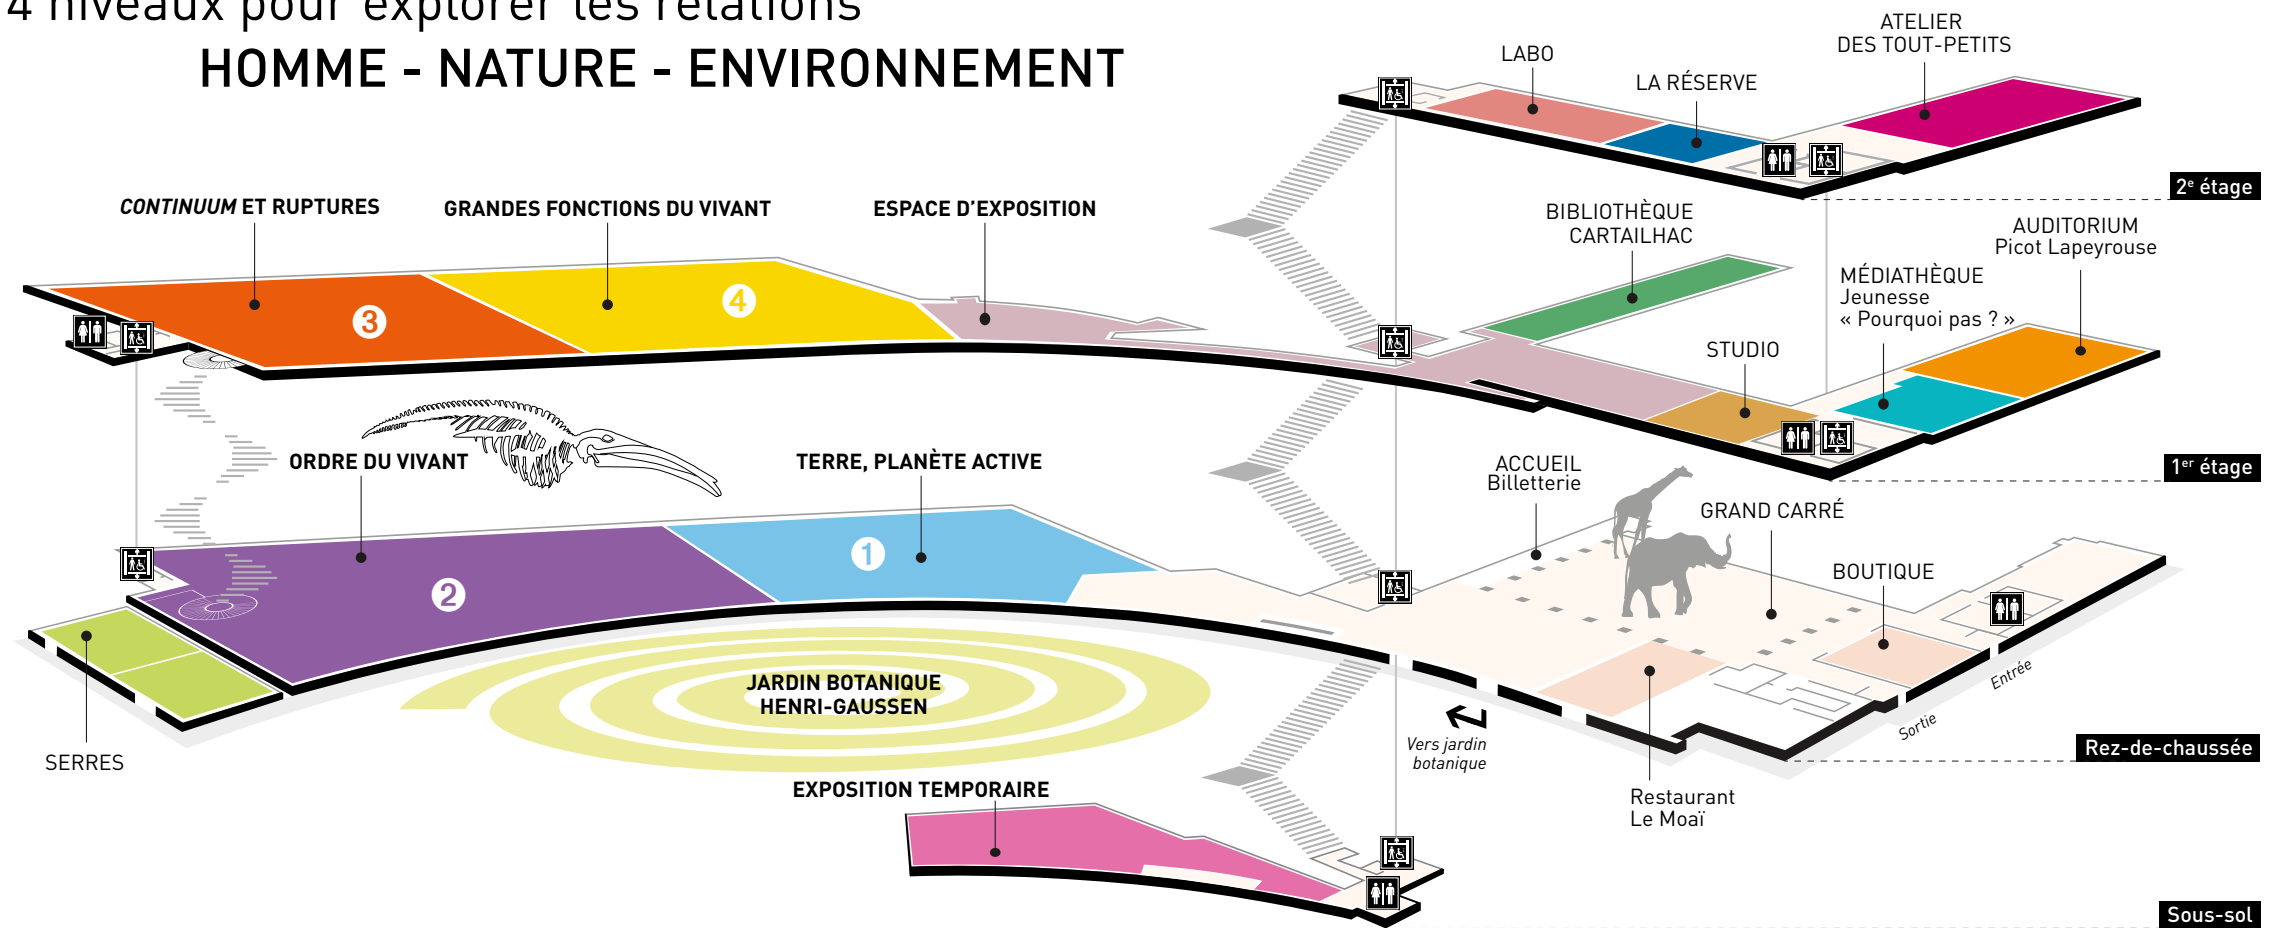 4 niveaux pour explorer les relations
HOMME - NATURE - ENVIRONNEMENT
ATELIER
DES TOUT-PETITS
LABO
LA RÉSERVE
2e étage
CONTINUUM ET RUPTURES
GRANDES FONCTIONS DU VIVANT
ESPACE D'EXPOSITION
BIBLIOTHÈQUE
CARTAILHAC
AUDITORIUM
Picot Lapeyrouse
MÉDIATHÈQUE
Jeunesse
« Pourquoi pas ? »
STUDIO
3
4
1er étage
ORDRE DU VIVANT
TERRE, PLANÈTE ACTIVE
ACCUEIL
Billetterie
GRAND CARRÉ
BOUTIQUE
1
2
Entrée
Sortie
JARDIN BOTANIQUE
HENRI-GAUSSEN
SERRES
Vers jardin
botanique
Rez-de-chaussée
Restaurant
Le Moaï
EXPOSITION TEMPORAIRE
Sous-sol